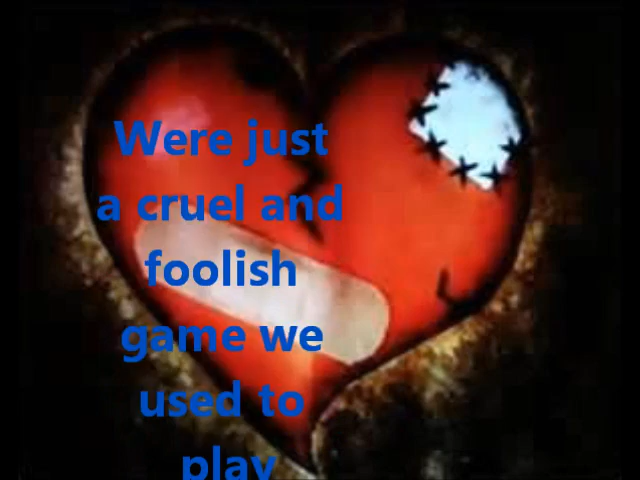 Were just
a cruel and
foolish
game we
used to
play